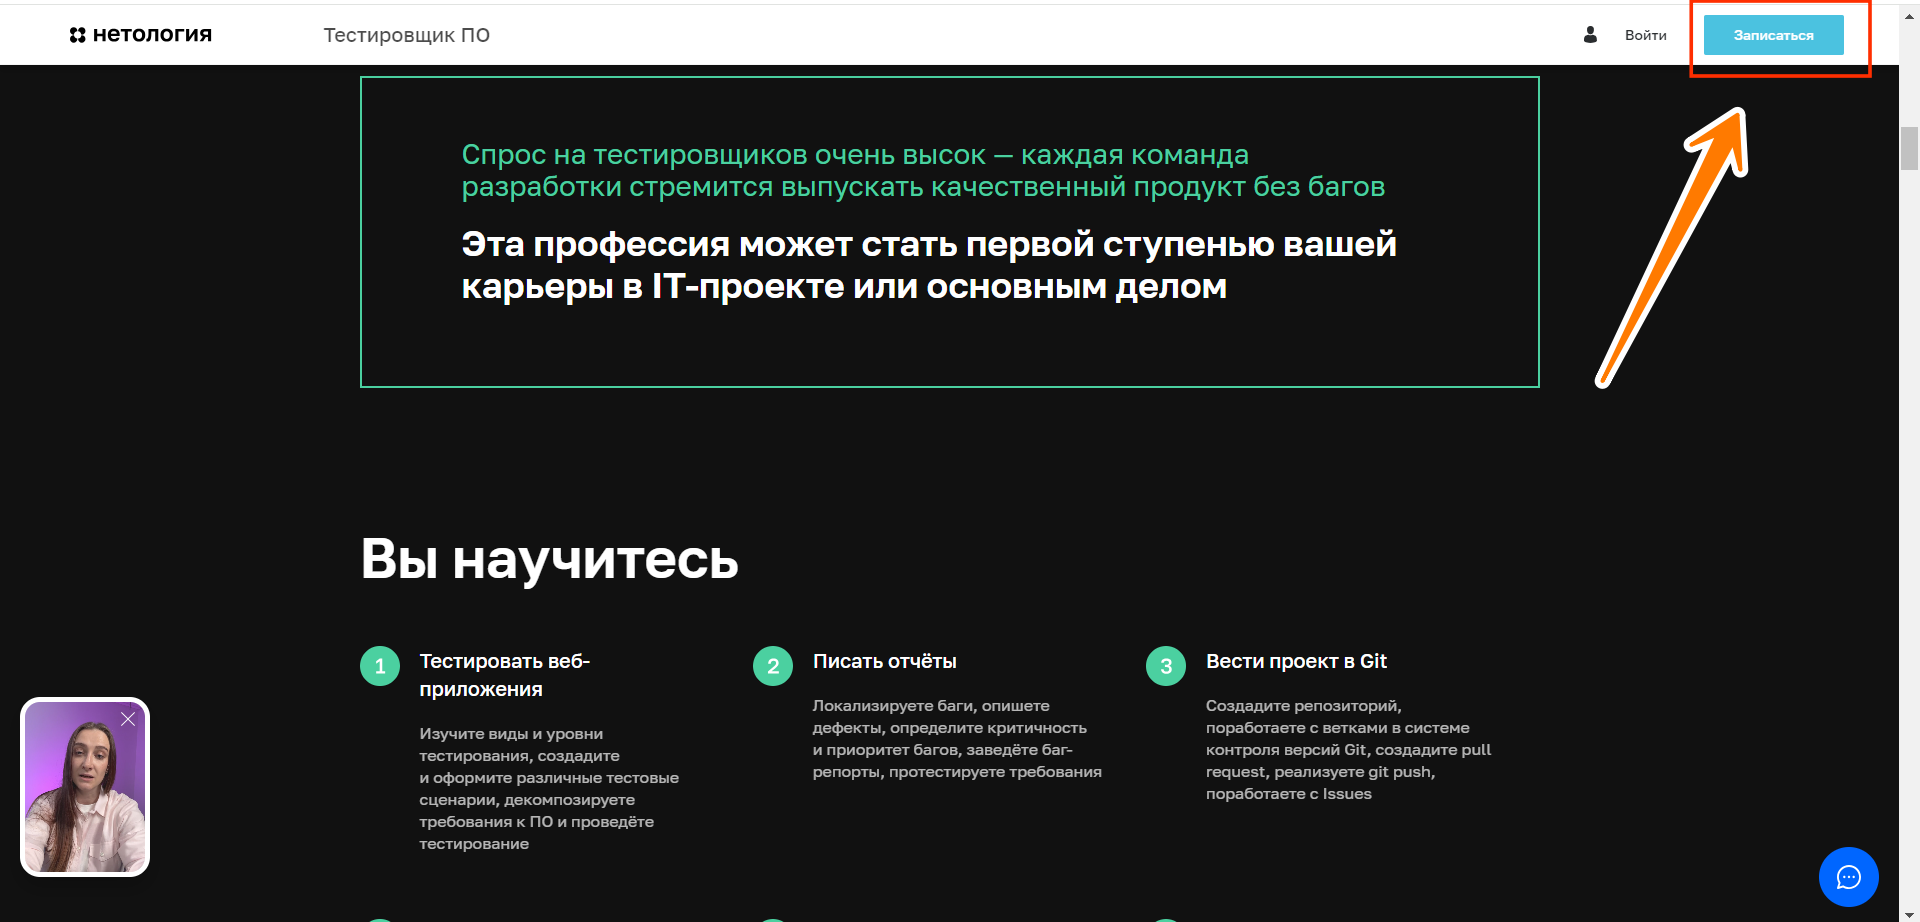 нетология
Тестировщик ПО
Войти
Записаться
Спрос на тестировщиков очень высок — каждая команда
разработки стремится выпускать качественный продукт без багов
Эта профессия может стать первой ступенью вашей
карьеры в IT-проекте или основным делом
Вы научитесь
1
Тестировать веб-
приложения
Изучите виды и уровни
тестирования, создадите
и оформите различные тестовые
сценарии, декомпозируете
требования к ПО и проведёте
тестирование
2
Писать отчёты
Локализируете баги, опишете
дефекты, определите критичность
и приоритет багов, заведёте баг-
репорты, протестируете требования
3
Вести проект в Git
Создадите репозиторий,
поработаете с ветками в системе
контроля версий Git, создадите pull
request, реализуете git push,
поработаете с Issues